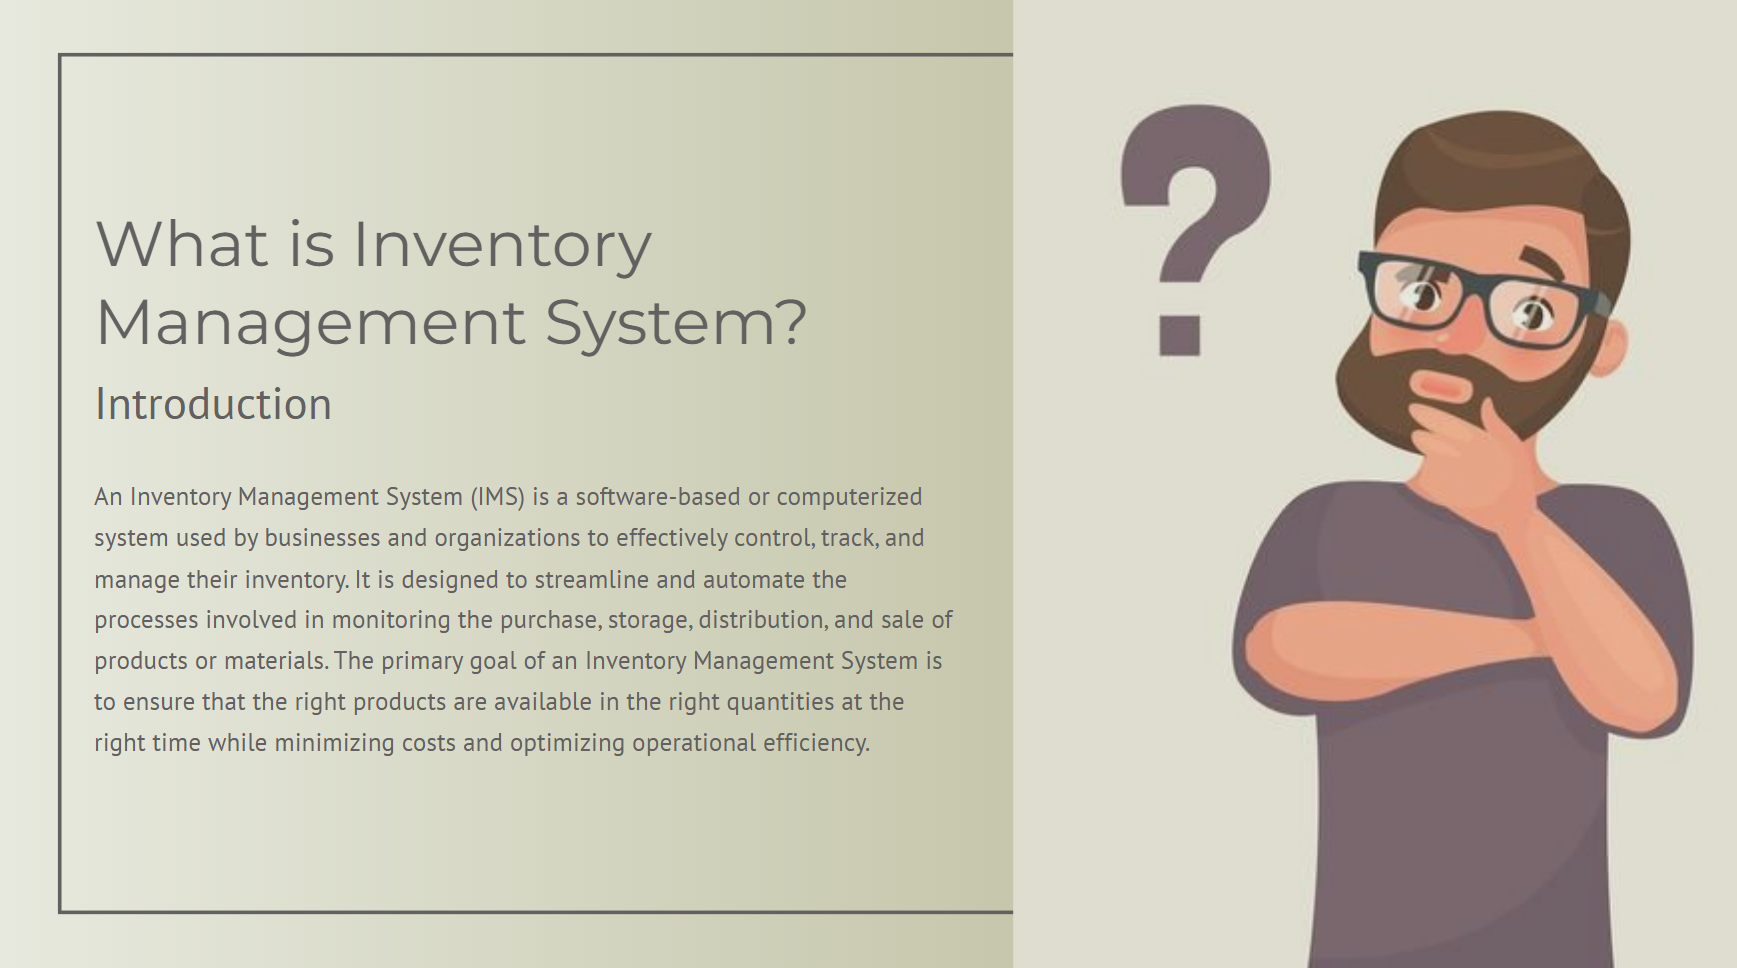 What is Inventory
Management System?
Introduction
An Inventory Management System (IMS) is a software-based or computerized
system used by businesses and organizations to effectively control, track, and
manage their inventory. It is designed to streamline and automate the
processes involved in monitoring the purchase, storage, distribution, and sale of
products or materials. The primary goal of an Inventory Management System is
to ensure that the right products are available in the right quantities at the
right time while minimizing costs and optimizing operational efficiency.
?